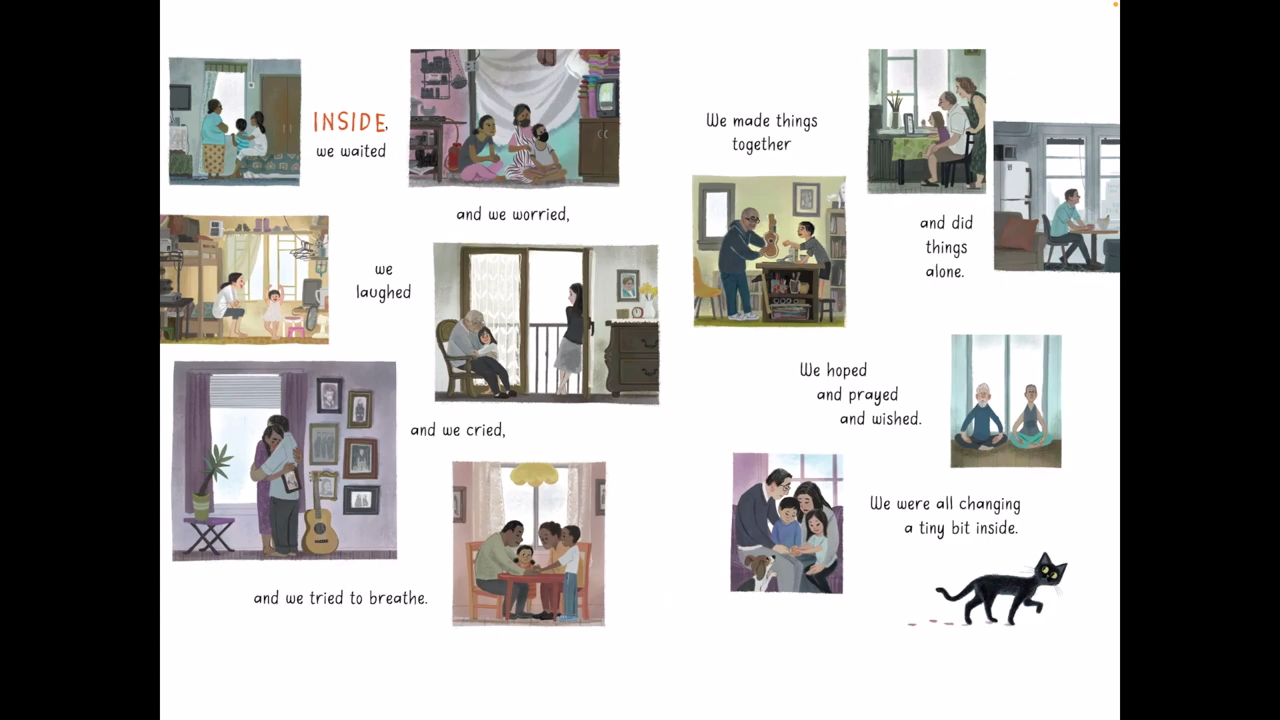 INSIDE,
we waited
and we worried,
we
laughed
and we cried,
and we tried to breathe.
We made things
together
and did
things
alone.
We hoped
and prayed
and wished.
We were all changing
a tiny bit inside.